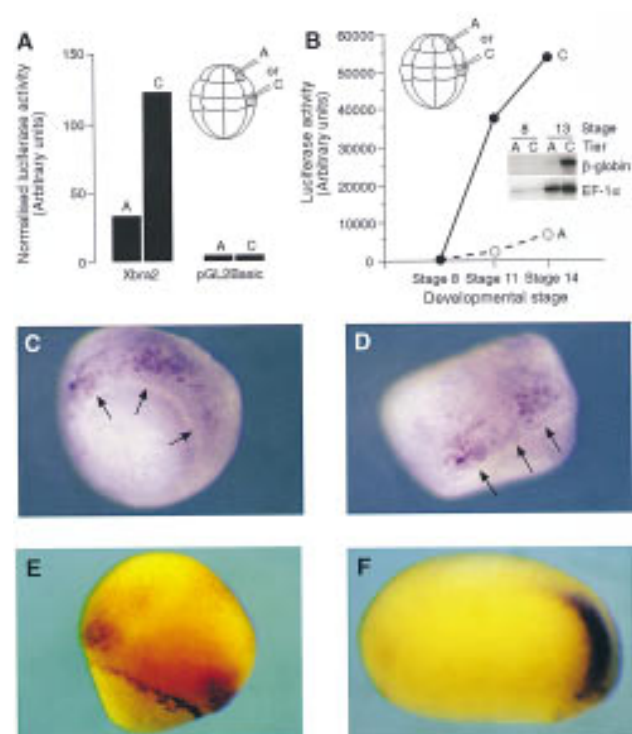 A
Normalised luciferase activity
(Arbitrary units)
150
100
50
0
A
C
Xbra2
A C
pGL2Basic
A
or
C
B
Luciferase activity
(Arbitrary units)
60000
50000
40000
30000
20000
10000
0
Stage 8 Stage 11 Stage 14
Developmental stage
A
or
C
C
A
8 13 Stage
A C A C Tier
β-globin
EF-1α
C
D
E
F